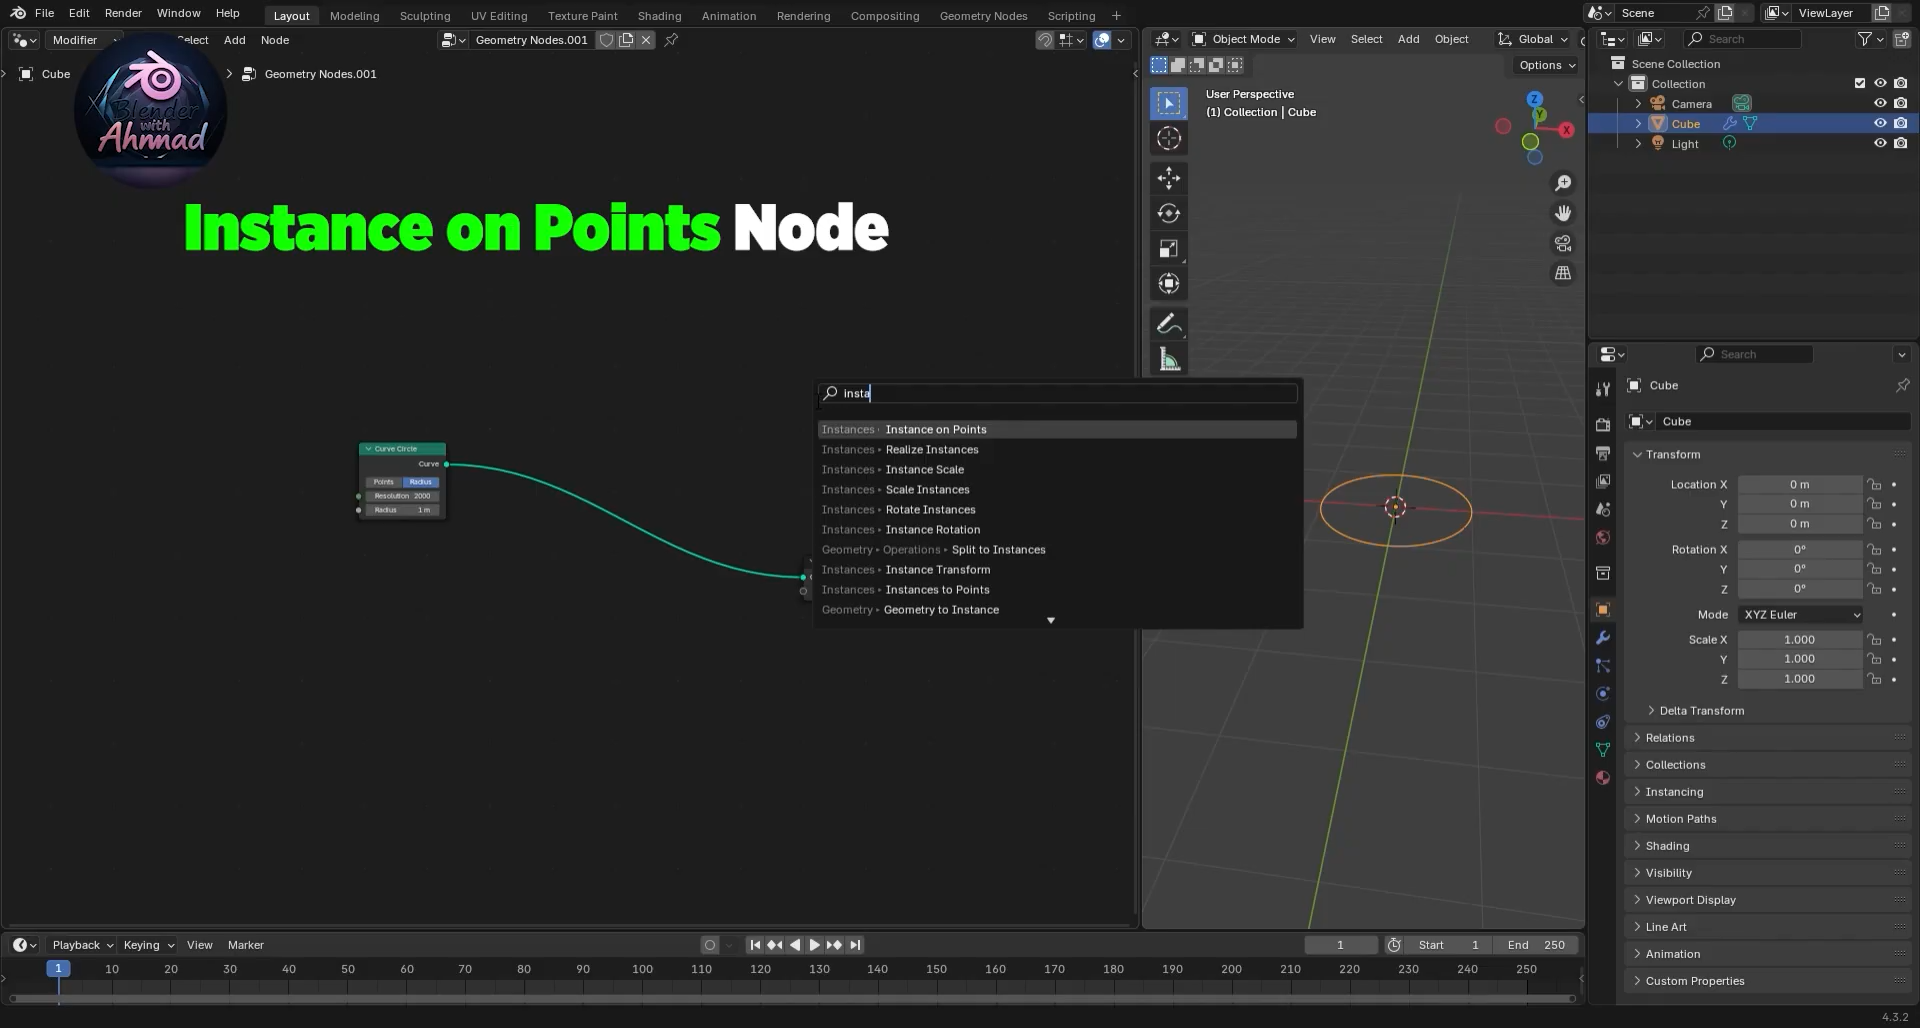 File Edit Render Window Help Layout Modeling Sculpting UV Editing Texture Paint Shading Animation Rendering Compositing Geometry Nodes Scripting + Scene ViewLayer
Modifier Select Add Node Geometry Nodes.001 Object Mode View Select Add Object Global Search
Options
Cube Geometry Nodes.001
Blender
with
Ahmad
Instance on Points Node
User Perspective
(1) Collection | Cube
Z
Y
X
Scene Collection
Collection
Camera
Cube
Light
Curve Circle
Curve
Points Radius
Resolution 2000
Radius 1 m
insta
Instances Instance on Points
Instances Realize Instances
Instances Instance Scale
Instances Scale Instances
Instances Rotate Instances
Instances Instance Rotation
Geometry Operations Split to Instances
Instances Instance Transform
Instances Instances to Points
Geometry Geometry to Instance
Search
Cube
Cube
Transform
Location X 0 m
Y 0 m
Z 0 m
Rotation X 0°
Y 0°
Z 0°
Mode XYZ Euler
Scale X 1.000
Y 1.000
Z 1.000
Delta Transform
Relations
Collections
Instancing
Motion Paths
Shading
Visibility
Viewport Display
Line Art
Animation
Custom Properties
Playback Keying View Marker 1 Start 1 End 250
1 10 20 30 40 50 60 70 80 90 100 110 120 130 140 150 160 170 180 190 200 210 220 230 240 250
4.3.2